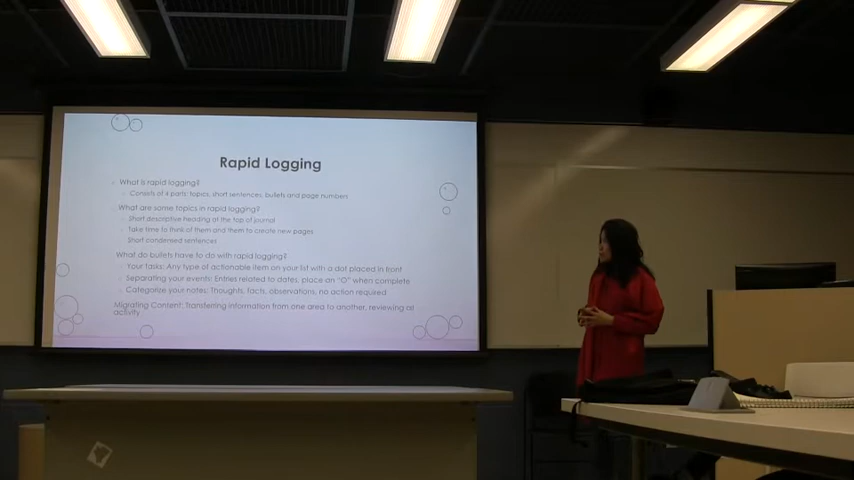 Rapid Logging
What is rapid logging?
Consists of 4 parts: topics, short sentences, bullets and page numbers
What are some topics in rapid logging?
Short descriptive heading at the top of journal
Take time to think of them and them to create new pages
Short condensed sentences
What do bullets have to do with rapid logging?
Your tasks: Any type of actionable item on your list with a dot placed in front
Separating your events: Entries related to dates, place an "O" when complete
Categorize your notes: Thoughts, facts, observations, no action required
Migrating Content: Transferring information from one area to another, reviewing at
activity